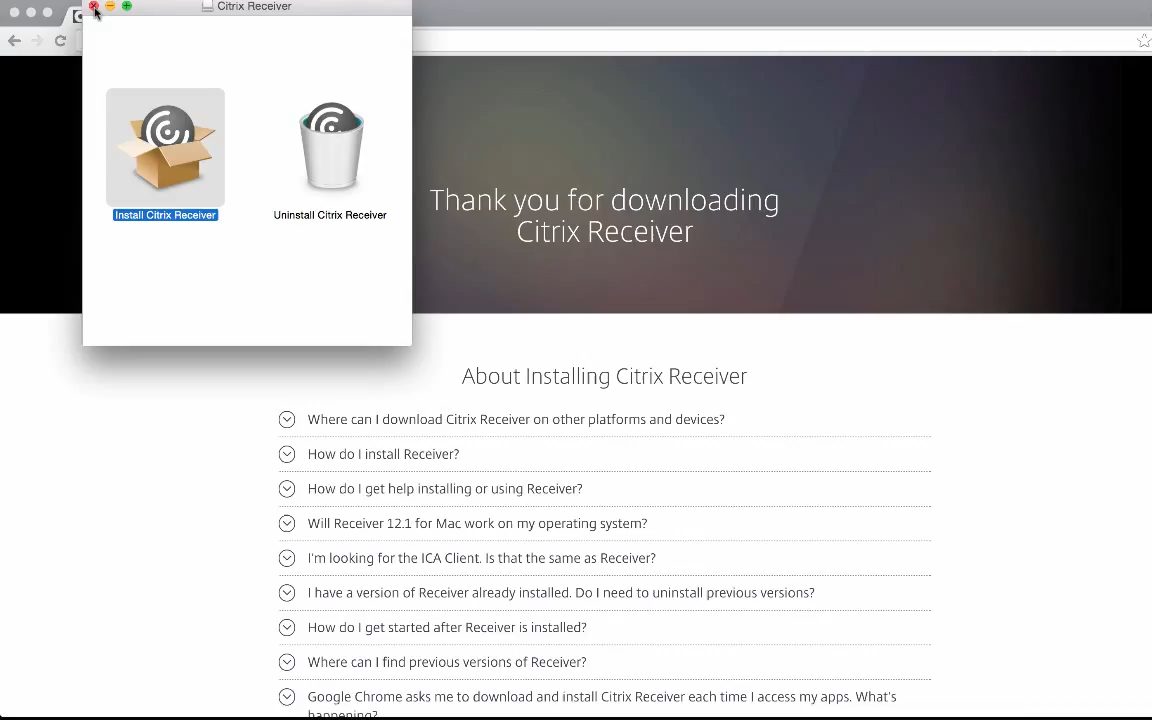 Citrix Receiver
Install Citrix Receiver
Uninstall Citrix Receiver
Thank you for downloading
Citrix Receiver
About Installing Citrix Receiver
Where can I download Citrix Receiver on other platforms and devices?
How do I install Receiver?
How do I get help installing or using Receiver?
Will Receiver 12.1 for Mac work on my operating system?
I'm looking for the ICA Client. Is that the same as Receiver?
I have a version of Receiver already installed. Do I need to uninstall previous versions?
How do I get started after Receiver is installed?
Where can I find previous versions of Receiver?
Google Chrome asks me to download and install Citrix Receiver each time I access my apps. What's
happening?